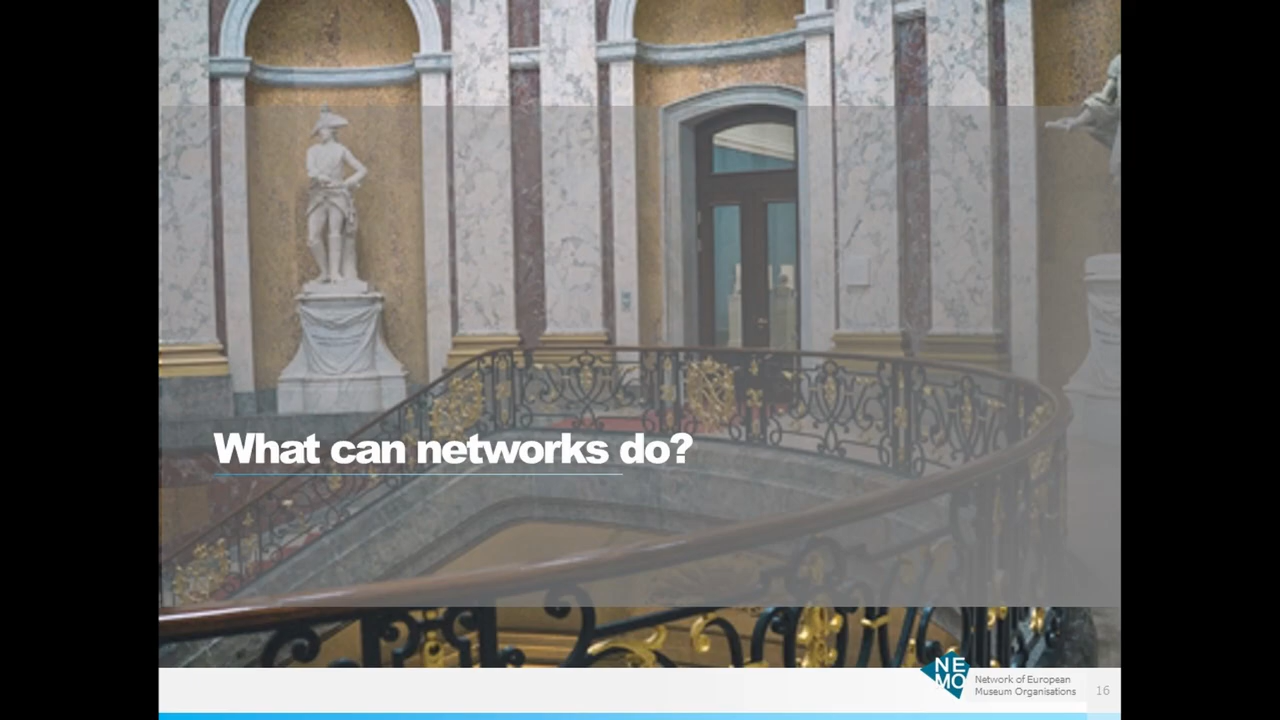 What can networks do?
NE
MO
Network of European
Museum Organisations
16